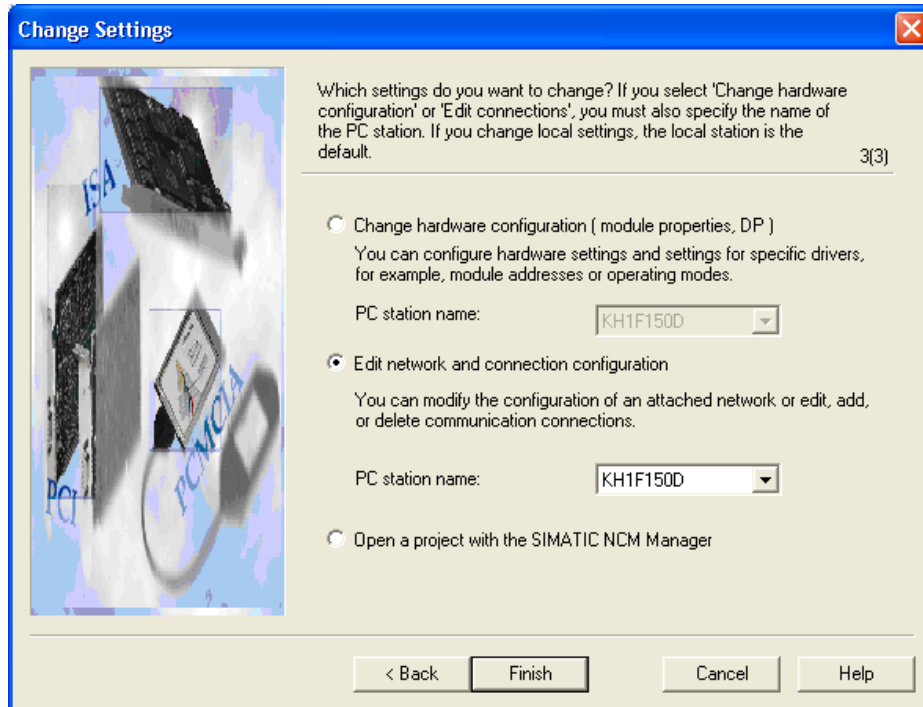 Change Settings
Which settings do you want to change? If you select 'Change hardware
configuration' or 'Edit connections', you must also specify the name of
the PC station. If you change local settings, the local station is the
default.
3(3)
ISA
PCI
PCMCIA
Change hardware configuration ( module properties, DP )
You can configure hardware settings and settings for specific drivers,
for example, module addresses or operating modes.
PC station name: KH1F150D
Edit network and connection configuration
You can modify the configuration of an attached network or edit, add,
or delete communication connections.
PC station name: KH1F150D
Open a project with the SIMATIC NCM Manager
< Back Finish Cancel Help